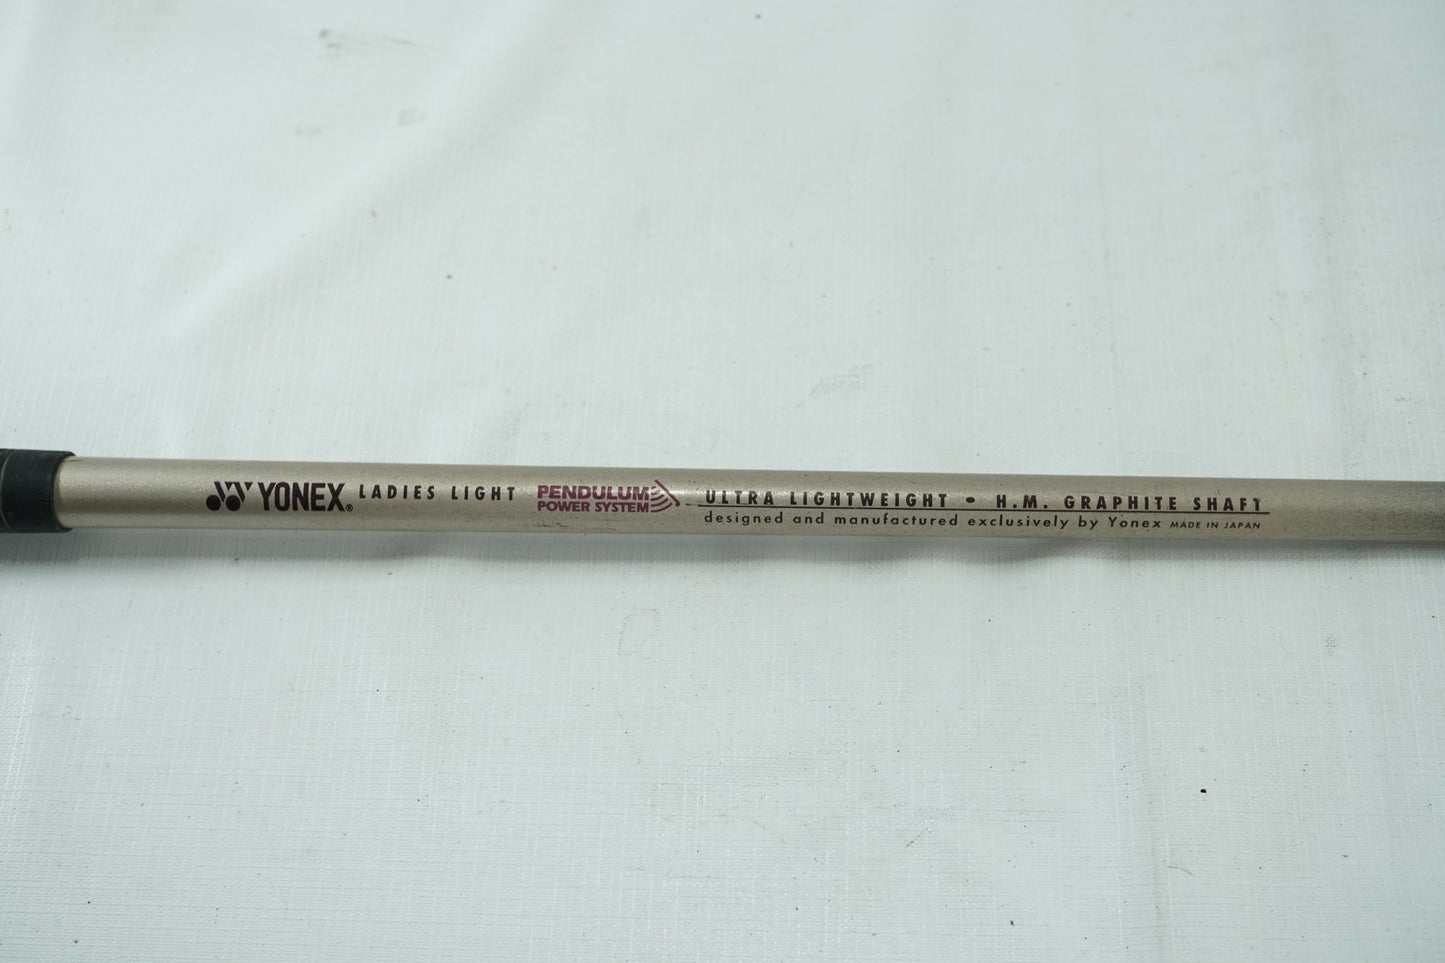 YONEX® LADIES LIGHT
PENDULUM
POWER SYSTEM
ULTRA LIGHTWEIGHT • H.M. GRAPHITE SHAFT
designed and manufactured exclusively by Yonex MADE IN JAPAN